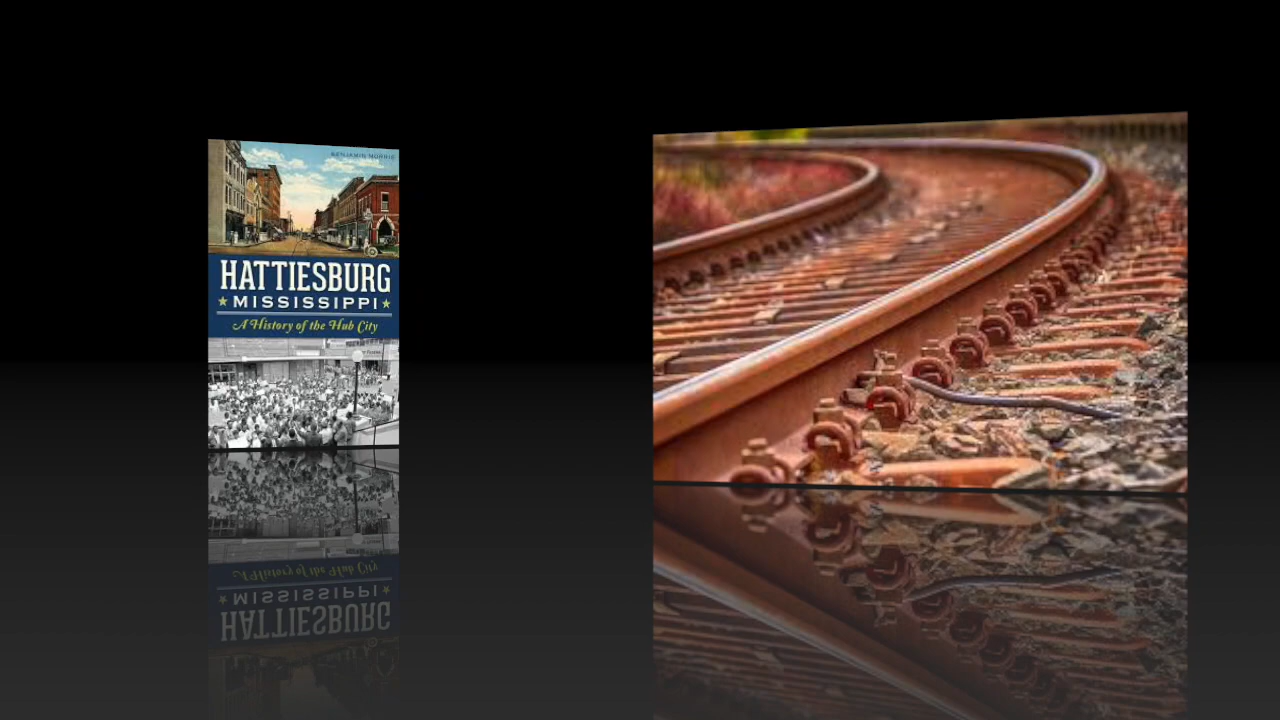 BENJAMIN MORRIS
HATTIESBURG
MISSISSIPPI
A History of the Hub City